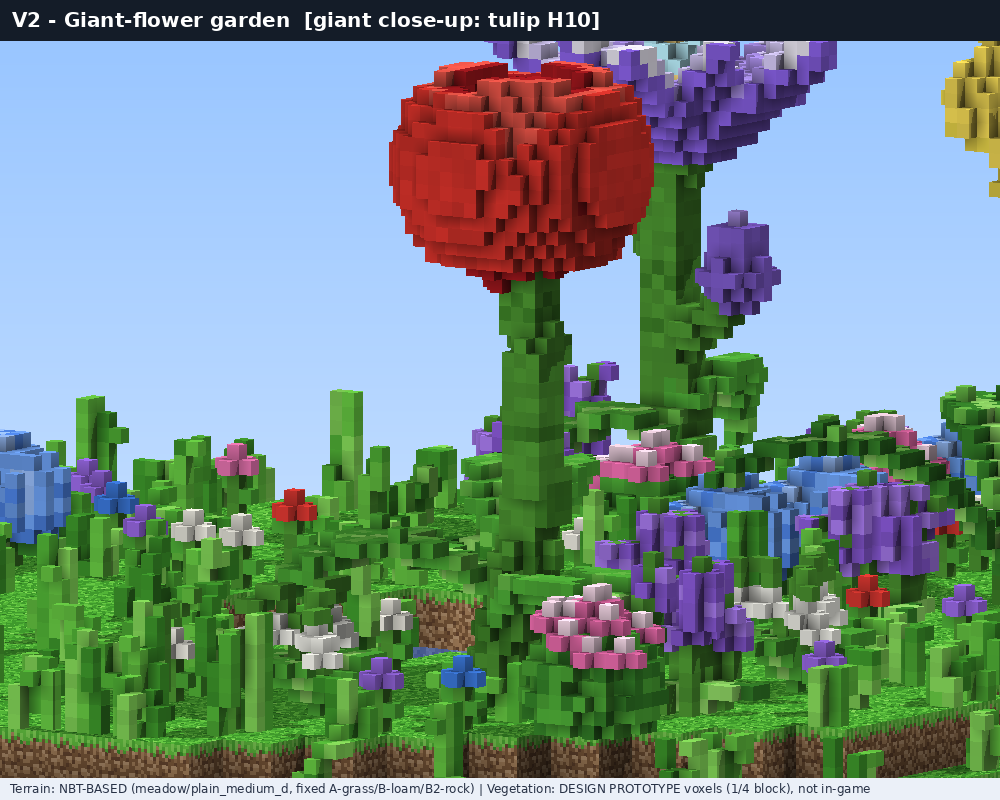 V2 - Giant-flower garden  [giant close-up: tulip H10]
Terrain: NBT-BASED (meadow/plain_medium_d, fixed A-grass/B-loam/B2-rock) | Vegetation: DESIGN PROTOTYPE voxels (1/4 block), not in-game